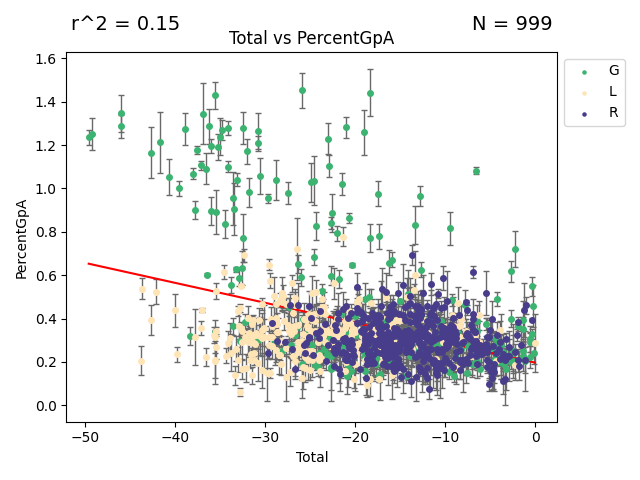 r^2 = 0.15
N = 999
Total vs PercentGpA
G
L
R
PercentGpA
1.6
1.4
1.2
1.0
0.8
0.6
0.4
0.2
0.0
−50
−40
−30
−20
−10
0
Total